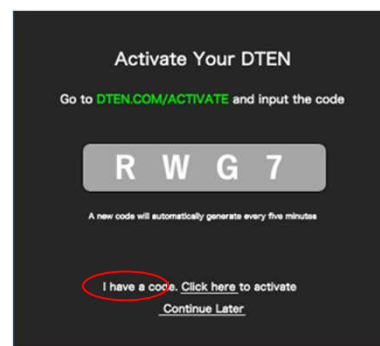 Activate Your DTEN
Go to DTEN.COM/ACTIVATE and input the code
R W G 7
A new code will automatically generate every five minutes
I have a code. Click here to activate
Continue Later